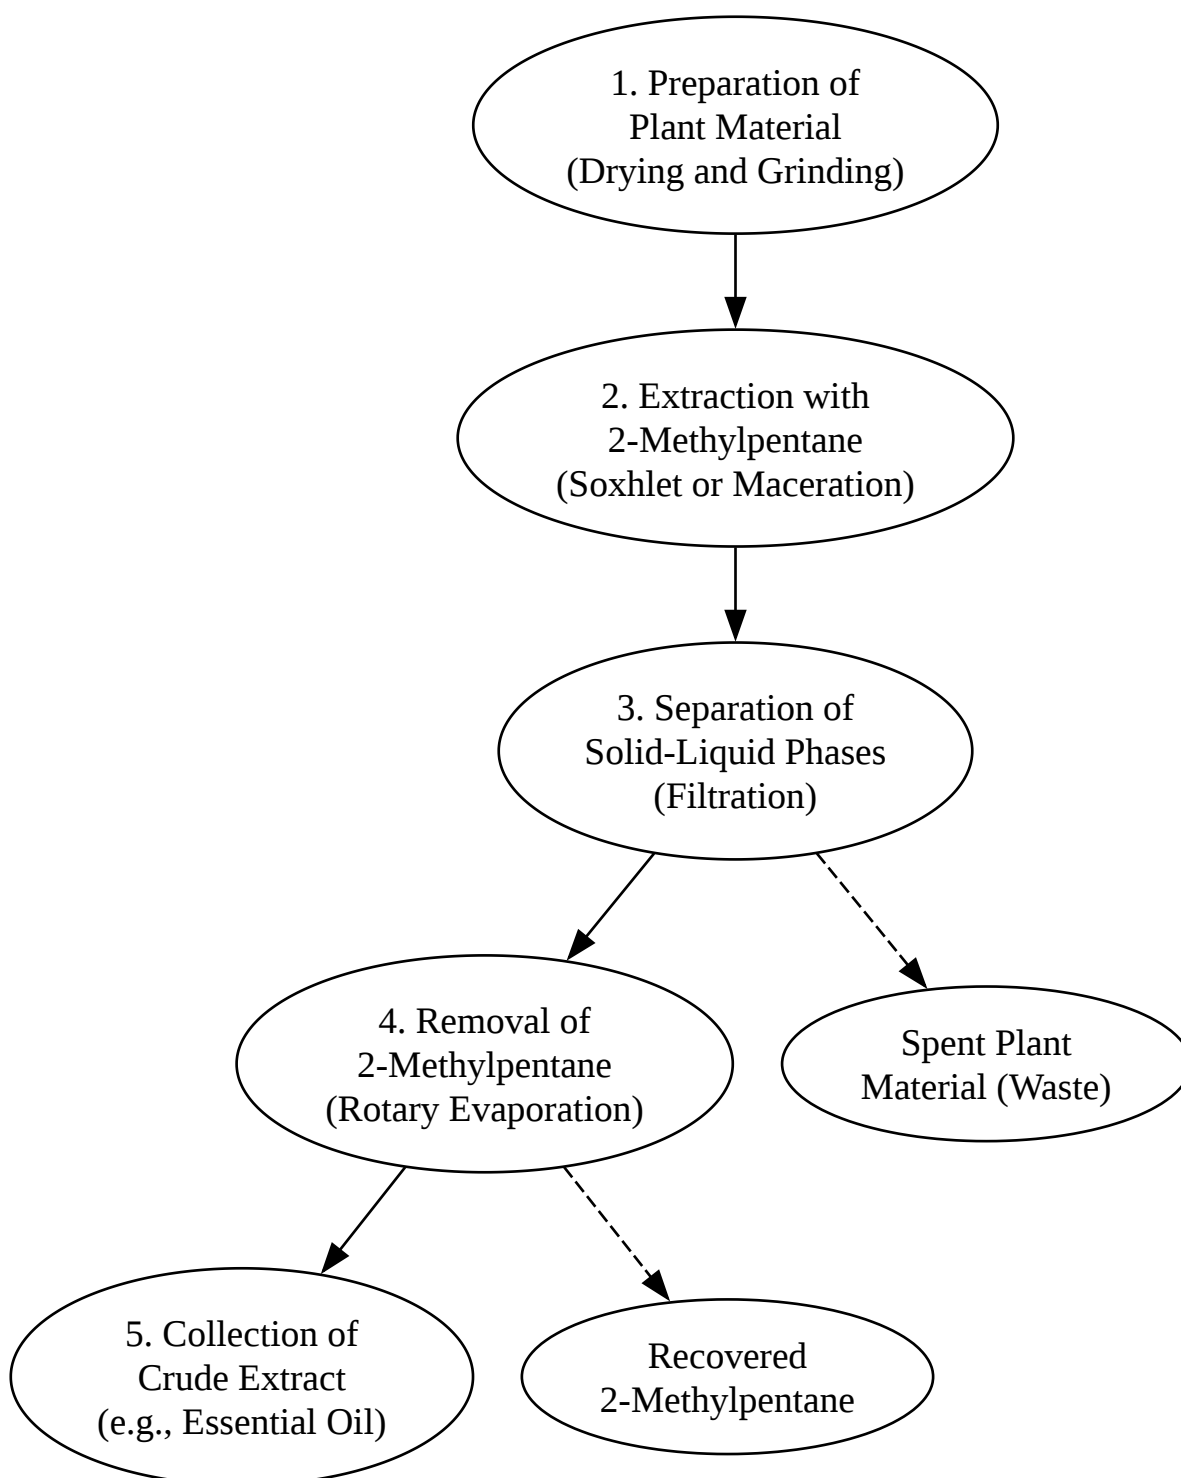 1. Preparation of
Plant Material
(Drying and Grinding)
2. Extraction with
2-Methylpentane
(Soxhlet or Maceration)
3. Separation of
Solid-Liquid Phases
(Filtration)
4. Removal of
2-Methylpentane
(Rotary Evaporation)
Spent Plant
Material (Waste)
5. Collection of
Crude Extract
(e.g., Essential Oil)
Recovered
2-Methylpentane